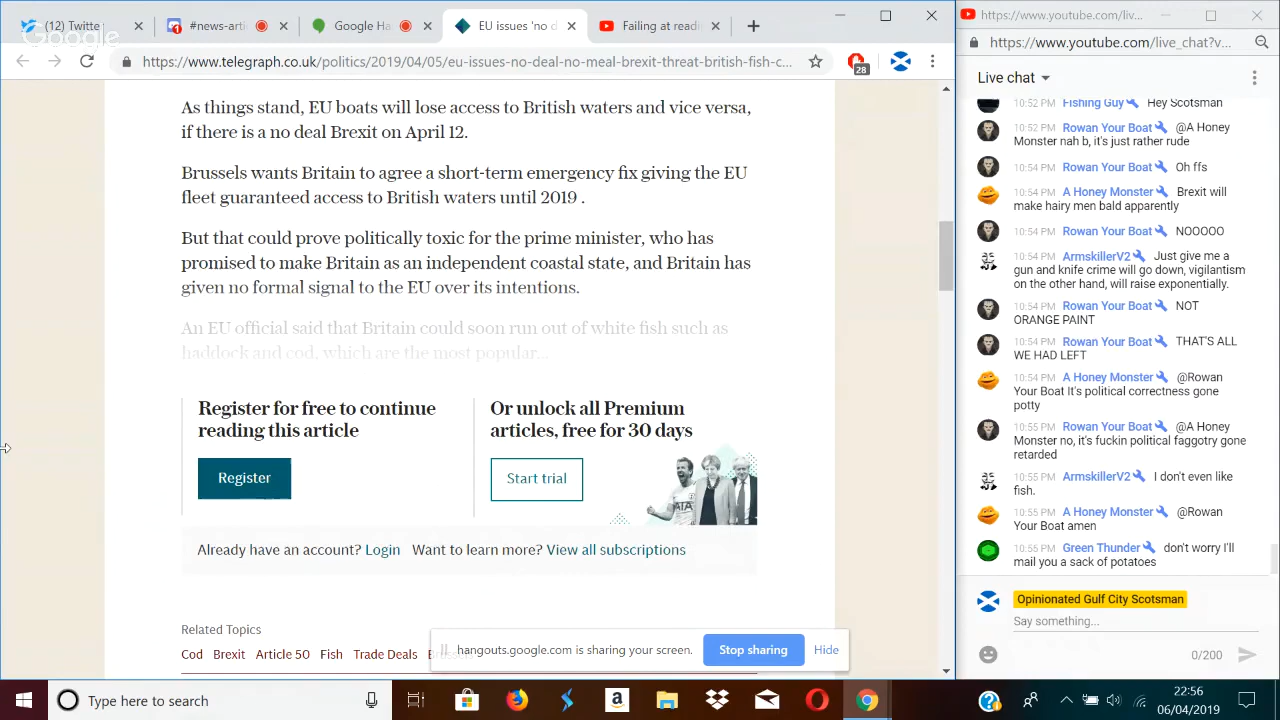 (12) Twitter
#news-arti
Google Ha
EU issues 'no d
Failing at readi
Google
https://www.telegraph.co.uk/politics/2019/04/05/eu-issues-no-deal-no-meal-brexit-threat-british-fish-c...
28
As things stand, EU boats will lose access to British waters and vice versa,
if there is a no deal Brexit on April 12.
Brussels wants Britain to agree a short-term emergency fix giving the EU
fleet guaranteed access to British waters until 2019 .
But that could prove politically toxic for the prime minister, who has
promised to make Britain as an independent coastal state, and Britain has
given no formal signal to the EU over its intentions.
An EU official said that Britain could soon run out of white fish such as
haddock and cod, which are the most popular...
Register for free to continue
reading this article
Register
Or unlock all Premium
articles, free for 30 days
Start trial
Already have an account? Login Want to learn more? View all subscriptions
Related Topics
Cod Brexit Article 50 Fish Trade Deals
hangouts.google.com is sharing your screen.
Stop sharing
Hide
https://www.youtube.com/liv...
https://www.youtube.com/live_chat?v...
Live chat
10:52 PM Fishing Guy Hey Scotsman
10:52 PM Rowan Your Boat @A Honey
Monster nah b, it's just rather rude
10:54 PM Rowan Your Boat Oh ffs
10:54 PM A Honey Monster Brexit will
make hairy men bald apparently
10:54 PM Rowan Your Boat NOOOOO
10:54 PM ArmskillerV2 Just give me a
gun and knife crime will go down, vigilantism
on the other hand, will raise exponentially.
10:54 PM Rowan Your Boat NOT
ORANGE PAINT
10:54 PM Rowan Your Boat THAT'S ALL
WE HAD LEFT
10:54 PM A Honey Monster @Rowan
Your Boat It's political correctness gone
potty
10:55 PM Rowan Your Boat @A Honey
Monster no, it's fuckin political faggotry gone
retarded
10:55 PM ArmskillerV2 I don't even like
fish.
10:55 PM A Honey Monster @Rowan
Your Boat amen
10:55 PM Green Thunder don't worry I'll
mail you a sack of potatoes
Opinionated Gulf City Scotsman
Say something...
0/200
Type here to search
22:56
06/04/2019